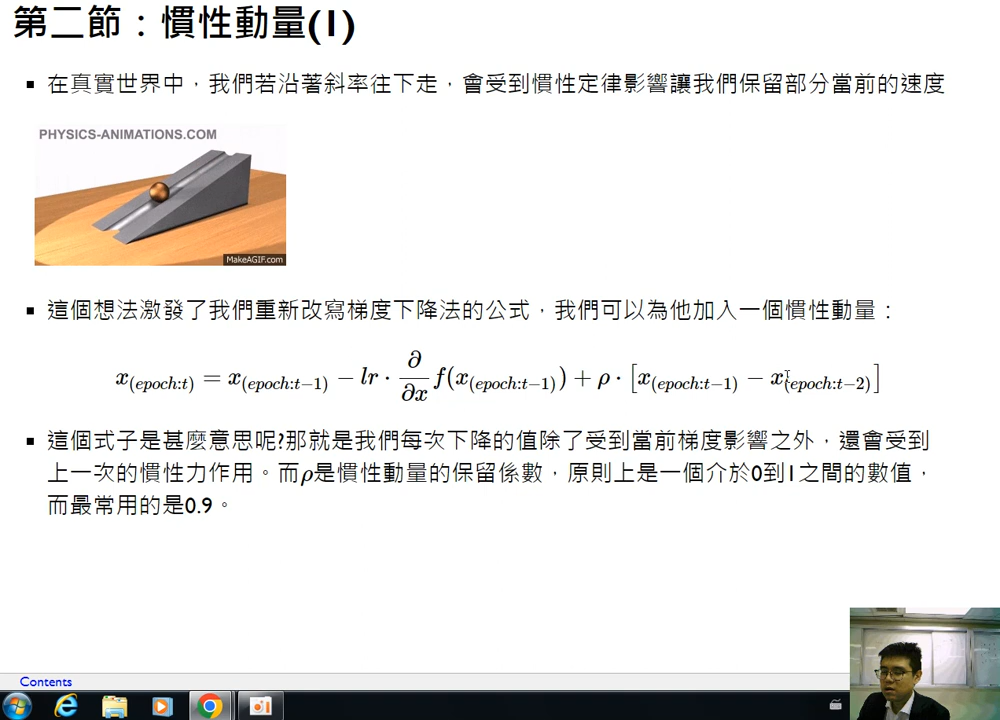 第二節：慣性動量(1)
在真實世界中，我們若沿著斜率往下走，會受到慣性定律影響讓我們保留部分當前的速度
PHYSICS-ANIMATIONS.COM
MakeAGIF.com
這個想法激發了我們重新改寫梯度下降法的公式，我們可以為他加入一個慣性動量：
x_{(epoch:t)} = x_{(epoch:t−1)} − lr · ∂/∂x f(x_{(epoch:t−1)}) + ρ · [x_{(epoch:t−1)} − x_{(epoch:t−2)}]
這個式子是甚麼意思呢?那就是我們每次下降的值除了受到當前梯度影響之外，還會受到
上一次的慣性力作用。而ρ是慣性動量的保留係數，原則上是一個介於0到1之間的數值，
而最常用的是0.9。
Contents